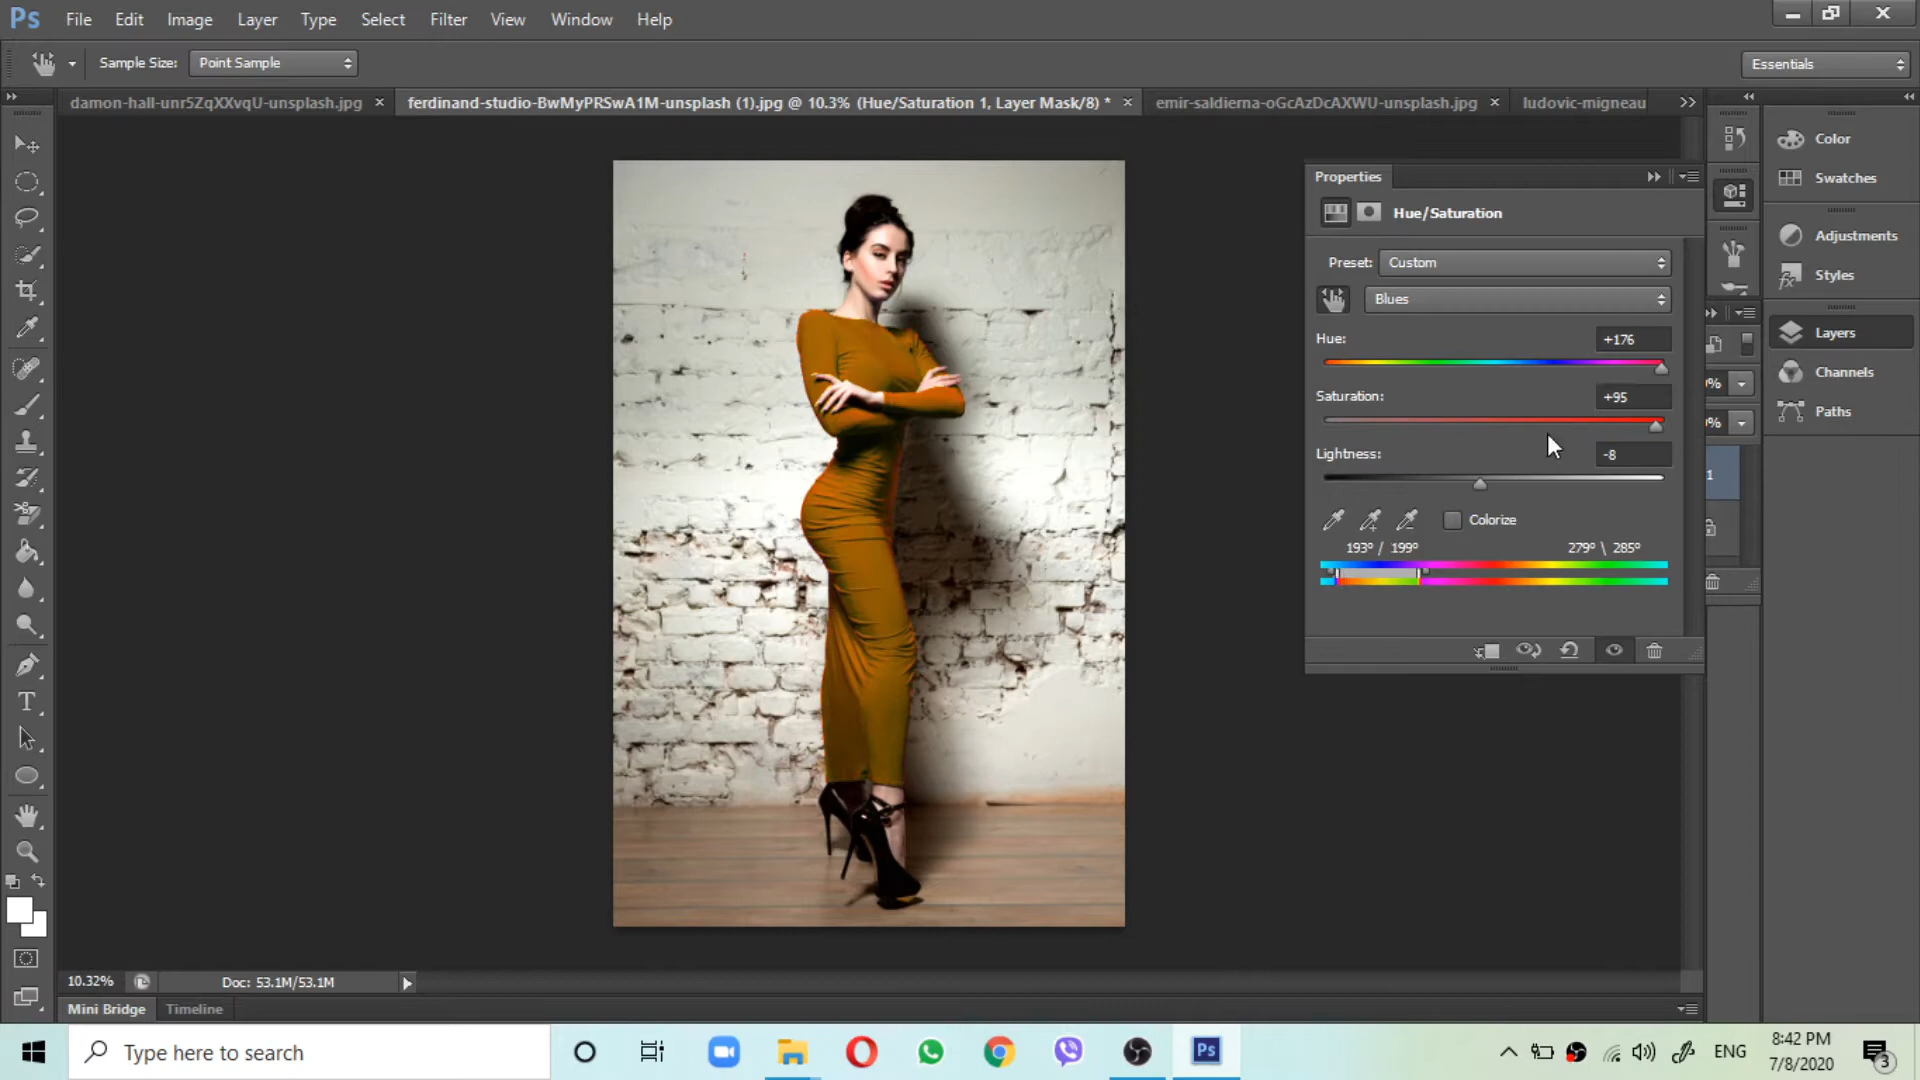 Ps File Edit Image Layer Type Select Filter View Window Help
Sample Size: Point Sample Essentials
damon-hall-unr5ZqXXvqU-unsplash.jpg × ferdinand-studio-BwMyPRSwA1M-unsplash (1).jpg @ 10.3% (Hue/Saturation 1, Layer Mask/8) * × emir-saldierna-oGcAzDcAXWU-unsplash.jpg × ludovic-migneau
Properties
Hue/Saturation
Preset: Custom
Blues
Hue: +176
Saturation: +95
Lightness: -8
Colorize
193° / 199° 279° \ 285°
Color
Swatches
Adjustments
Styles
Layers
Channels
Paths
%
%
1
T
10.32% Doc: 53.1M/53.1M
Mini Bridge Timeline
Type here to search
Ps
ENG
8:42 PM
7/8/2020
3